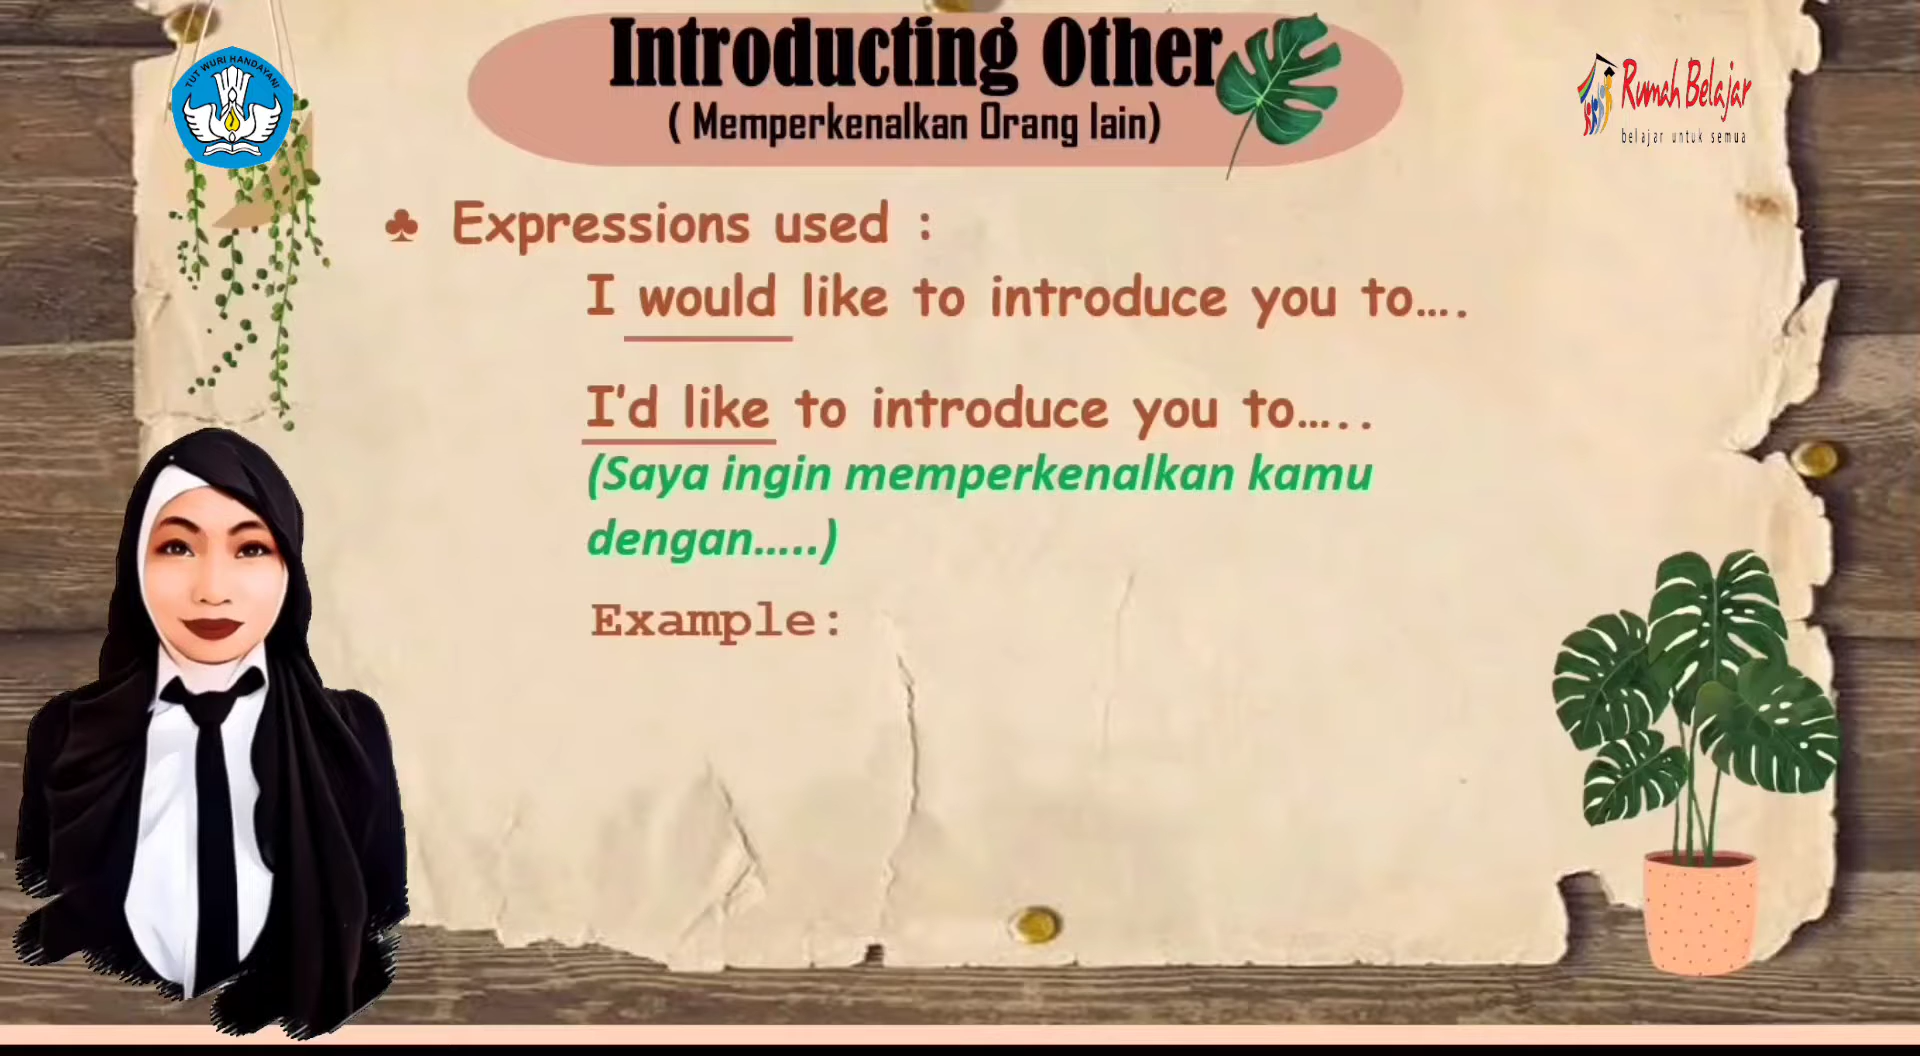 Introducting Other
( Memperkenalkan Orang lain)
TUT WURI HANDAYANI
Rumah Belajar
belajar untuk semua
♣ Expressions used :
I would like to introduce you to....
I'd like to introduce you to.....
(Saya ingin memperkenalkan kamu
dengan.....)
Example: